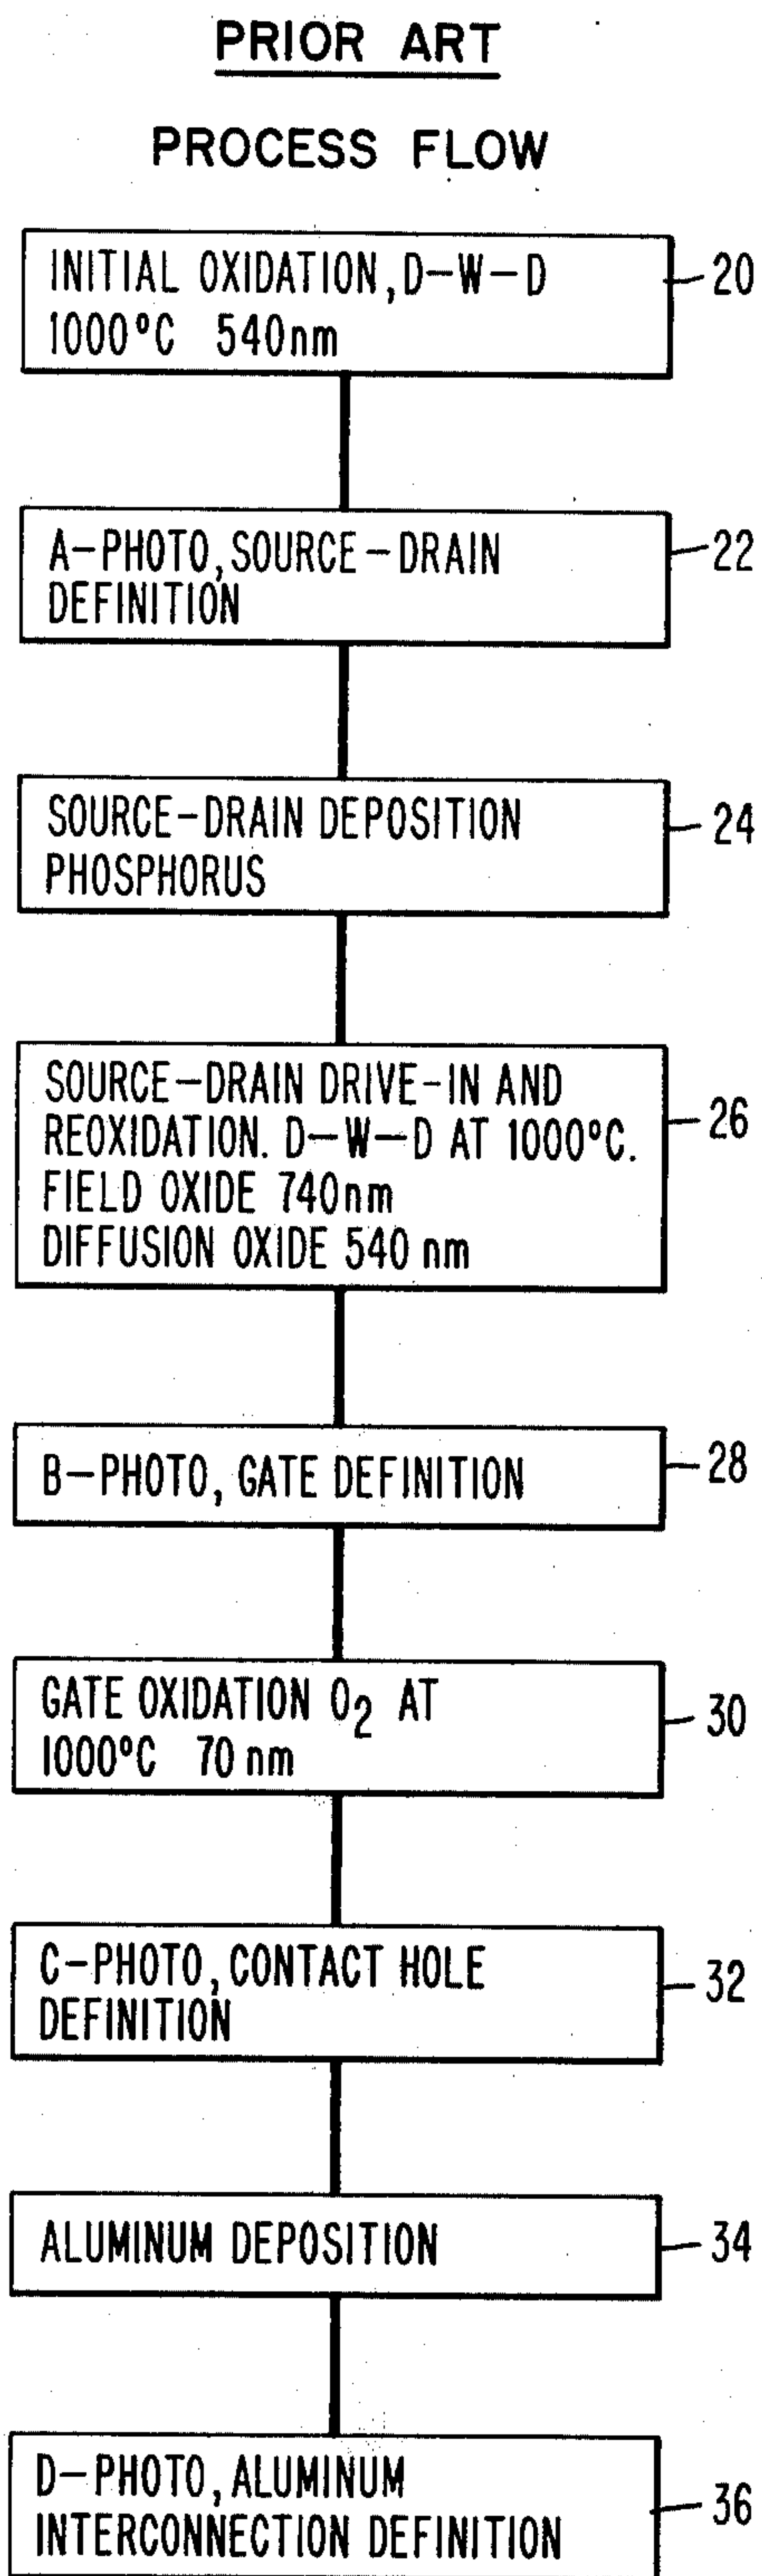 PRIOR ART
PROCESS FLOW
INITIAL OXIDATION, D-W-D
1000°C 540nm
20
A-PHOTO, SOURCE-DRAIN
DEFINITION
22
SOURCE-DRAIN DEPOSITION
PHOSPHORUS
24
SOURCE-DRAIN DRIVE-IN AND
REOXIDATION. D-W-D AT 1000°C.
FIELD OXIDE 740nm
DIFFUSION OXIDE 540 nm
26
B-PHOTO, GATE DEFINITION
28
GATE OXIDATION O2 AT
1000°C 70 nm
30
C-PHOTO, CONTACT HOLE
DEFINITION
32
ALUMINUM DEPOSITION
34
D-PHOTO, ALUMINUM
INTERCONNECTION DEFINITION
36